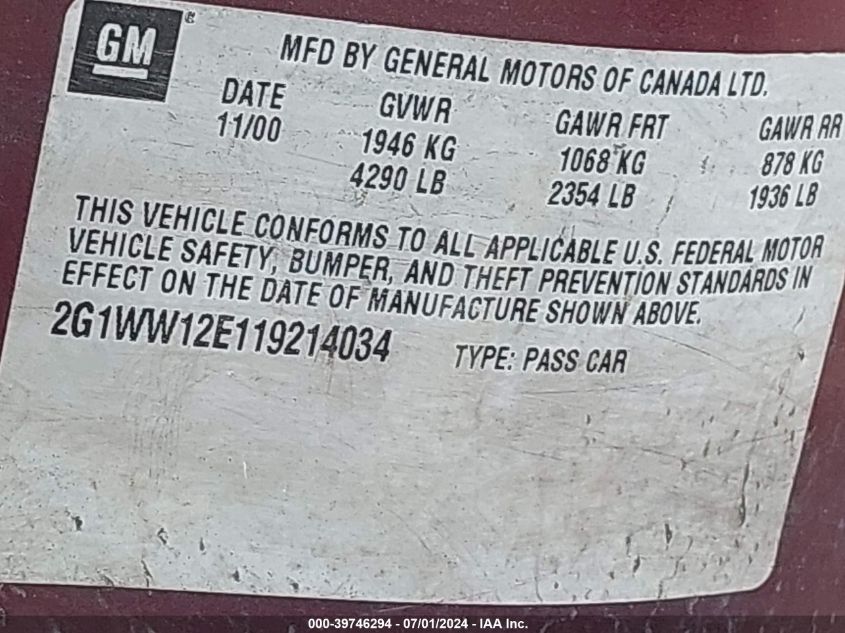 GM
MFD BY GENERAL MOTORS OF CANADA LTD.
DATE GVWR GAWR FRT GAWR RR
11/00 1946 KG 1068 KG 878 KG
4290 LB 2354 LB 1936 LB
THIS VEHICLE CONFORMS TO ALL APPLICABLE U.S. FEDERAL MOTOR
VEHICLE SAFETY, BUMPER, AND THEFT PREVENTION STANDARDS IN
EFFECT ON THE DATE OF MANUFACTURE SHOWN ABOVE.
2G1WW12E119214034 TYPE: PASS CAR
000-39746294 - 07/01/2024 - IAA Inc.